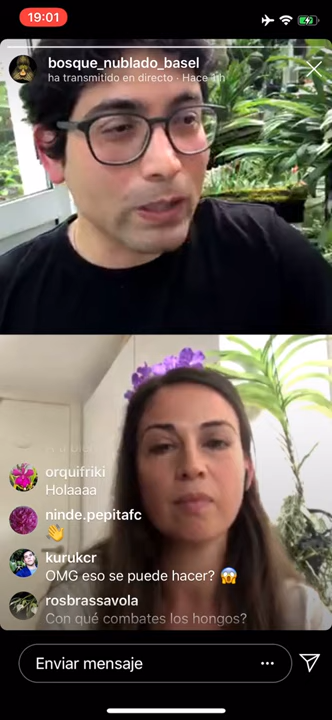 19:01
bosque_nublado_basel
ha transmitido en directo · Hace 1h
orquifriki
Holaaaa
ninde.pepitafc
kurukcr
OMG eso se puede hacer?
rosbrassavola
Con qué combates los hongos?
Enviar mensaje